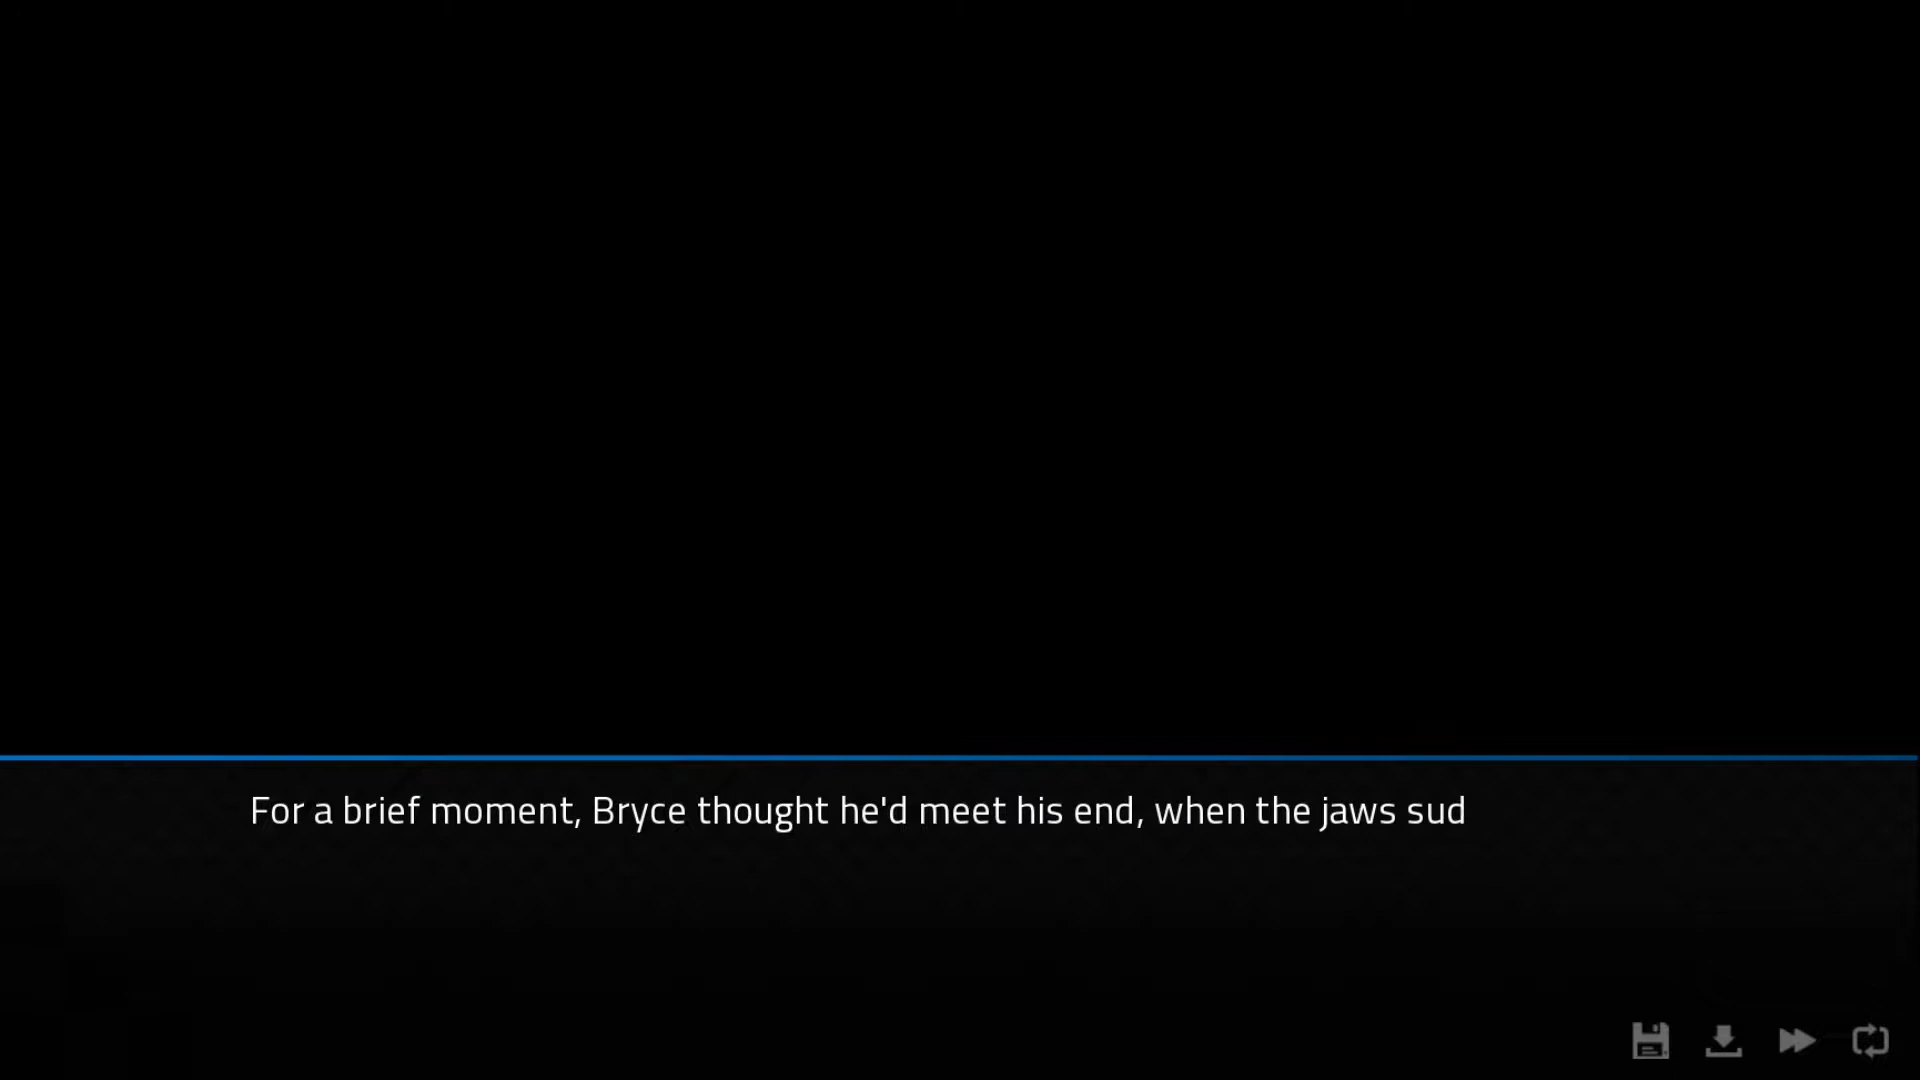 For a brief moment, Bryce thought he'd meet his end, when the jaws sud